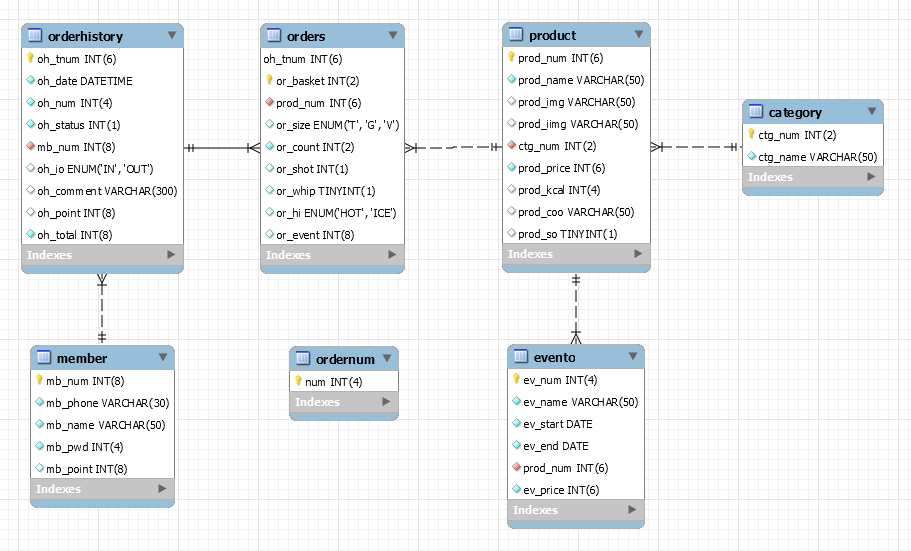 orderhistory
oh_tnum INT(6)
oh_date DATETIME
oh_num INT(4)
oh_status INT(1)
mb_num INT(8)
oh_io ENUM('IN', 'OUT')
oh_comment VARCHAR(300)
oh_point INT(8)
oh_total INT(8)
Indexes
orders
oh_tnum INT(6)
or_basket INT(2)
prod_num INT(6)
or_size ENUM('T', 'G', 'V')
or_count INT(2)
or_shot INT(1)
or_whip TINYINT(1)
or_hi ENUM('HOT', 'ICE')
or_event INT(8)
Indexes
product
prod_num INT(6)
prod_name VARCHAR(50)
prod_img VARCHAR(50)
prod_iimg VARCHAR(50)
ctg_num INT(2)
prod_price INT(6)
prod_kcal INT(4)
prod_coo VARCHAR(50)
prod_so TINYINT(1)
Indexes
category
ctg_num INT(2)
ctg_name VARCHAR(50)
Indexes
member
mb_num INT(8)
mb_phone VARCHAR(30)
mb_name VARCHAR(50)
mb_pwd INT(4)
mb_point INT(8)
Indexes
ordernum
num INT(4)
Indexes
evento
ev_num INT(4)
ev_name VARCHAR(50)
ev_start DATE
ev_end DATE
prod_num INT(6)
ev_price INT(6)
Indexes